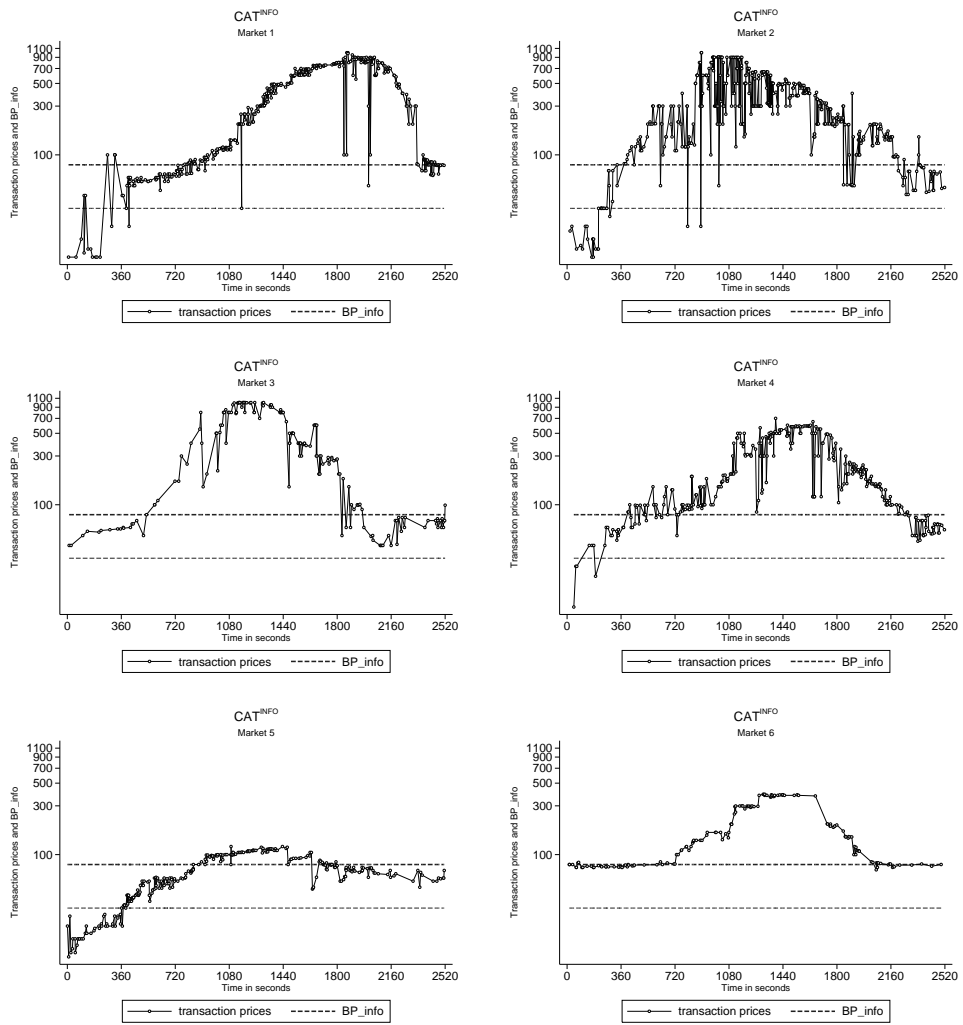 CAT^INFO
Market 1
Transaction prices and BP_info
1100
900
700
500
300
100
0 360 720 1080 1440 1800 2160 2520
Time in seconds
transaction prices BP_info
CAT^INFO
Market 2
Transaction prices and BP_info
1100
900
700
500
300
100
0 360 720 1080 1440 1800 2160 2520
Time in seconds
transaction prices BP_info
CAT^INFO
Market 3
Transaction prices and BP_info
1100
900
700
500
300
100
0 360 720 1080 1440 1800 2160 2520
Time in seconds
transaction prices BP_info
CAT^INFO
Market 4
Transaction prices and BP_info
1100
900
700
500
300
100
0 360 720 1080 1440 1800 2160 2520
Time in seconds
transaction prices BP_info
CAT^INFO
Market 5
Transaction prices and BP_info
1100
900
700
500
300
100
0 360 720 1080 1440 1800 2160 2520
Time in seconds
transaction prices BP_info
CAT^INFO
Market 6
Transaction prices and BP_info
1100
900
700
500
300
100
0 360 720 1080 1440 1800 2160 2520
Time in seconds
transaction prices BP_info